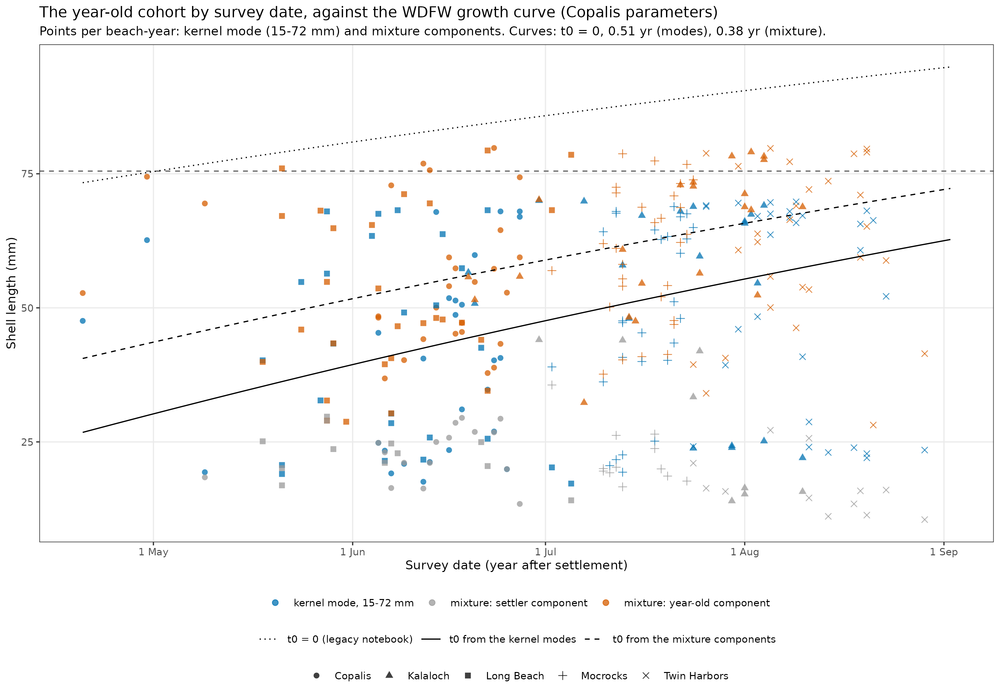 The year-old cohort by survey date, against the WDFW growth curve (Copalis parameters)
Points per beach-year: kernel mode (15-72 mm) and mixture components. Curves: t0 = 0, 0.51 yr (modes), 0.38 yr (mixture).
Shell length (mm)
75
50
25
1 May
1 Jun
1 Jul
1 Aug
1 Sep
Survey date (year after settlement)
kernel mode, 15-72 mm
mixture: settler component
mixture: year-old component
t0 = 0 (legacy notebook)
t0 from the kernel modes
t0 from the mixture components
Copalis
Kalaloch
Long Beach
Mocrocks
Twin Harbors